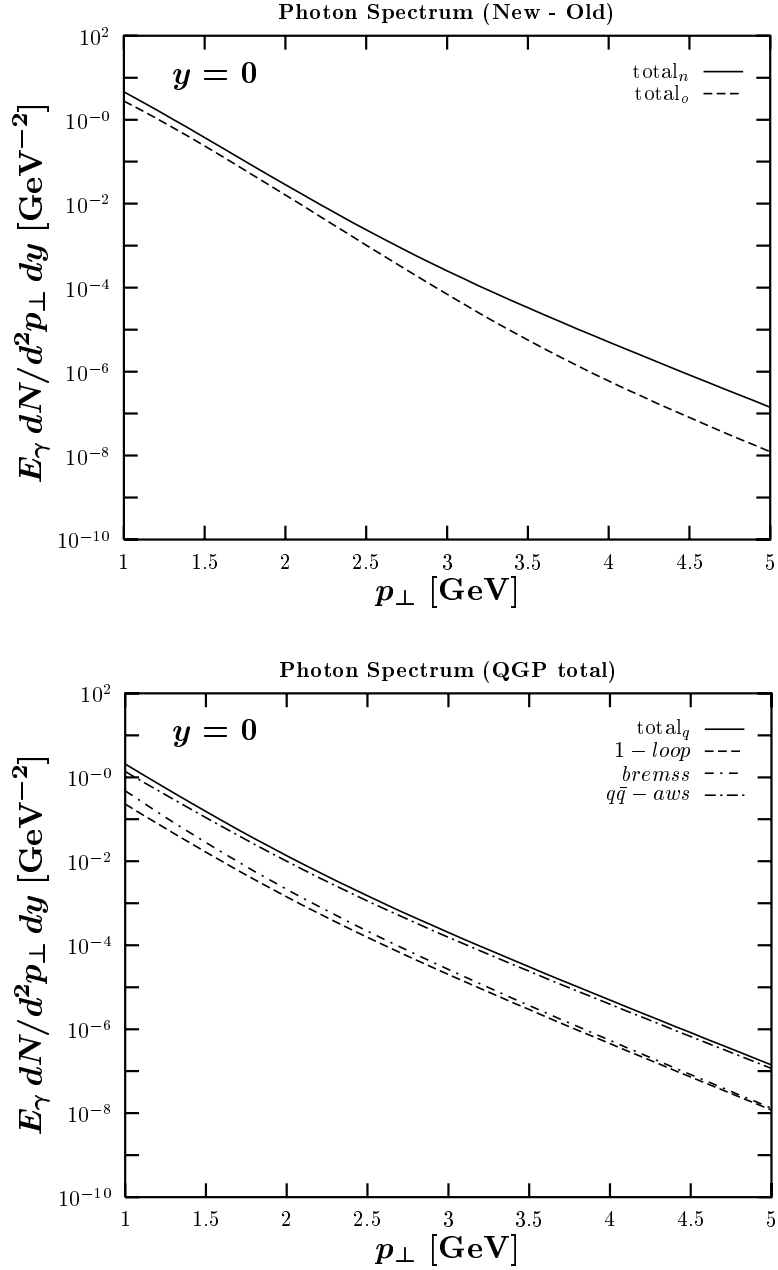 Photon Spectrum (New - Old)
y = 0
total_n
total_o
10^2
10^−0
10^−2
10^−4
10^−6
10^−8
10^−10
E_γ dN/d^2p_⊥ dy [GeV^−2]
1 1.5 2 2.5 3 3.5 4 4.5 5
p_⊥ [GeV]
Photon Spectrum (QGP total)
y = 0
total_q
1 − loop
bremss
qq̄ − aws
10^2
10^−0
10^−2
10^−4
10^−6
10^−8
10^−10
E_γ dN/d^2p_⊥ dy [GeV^−2]
1 1.5 2 2.5 3 3.5 4 4.5 5
p_⊥ [GeV]